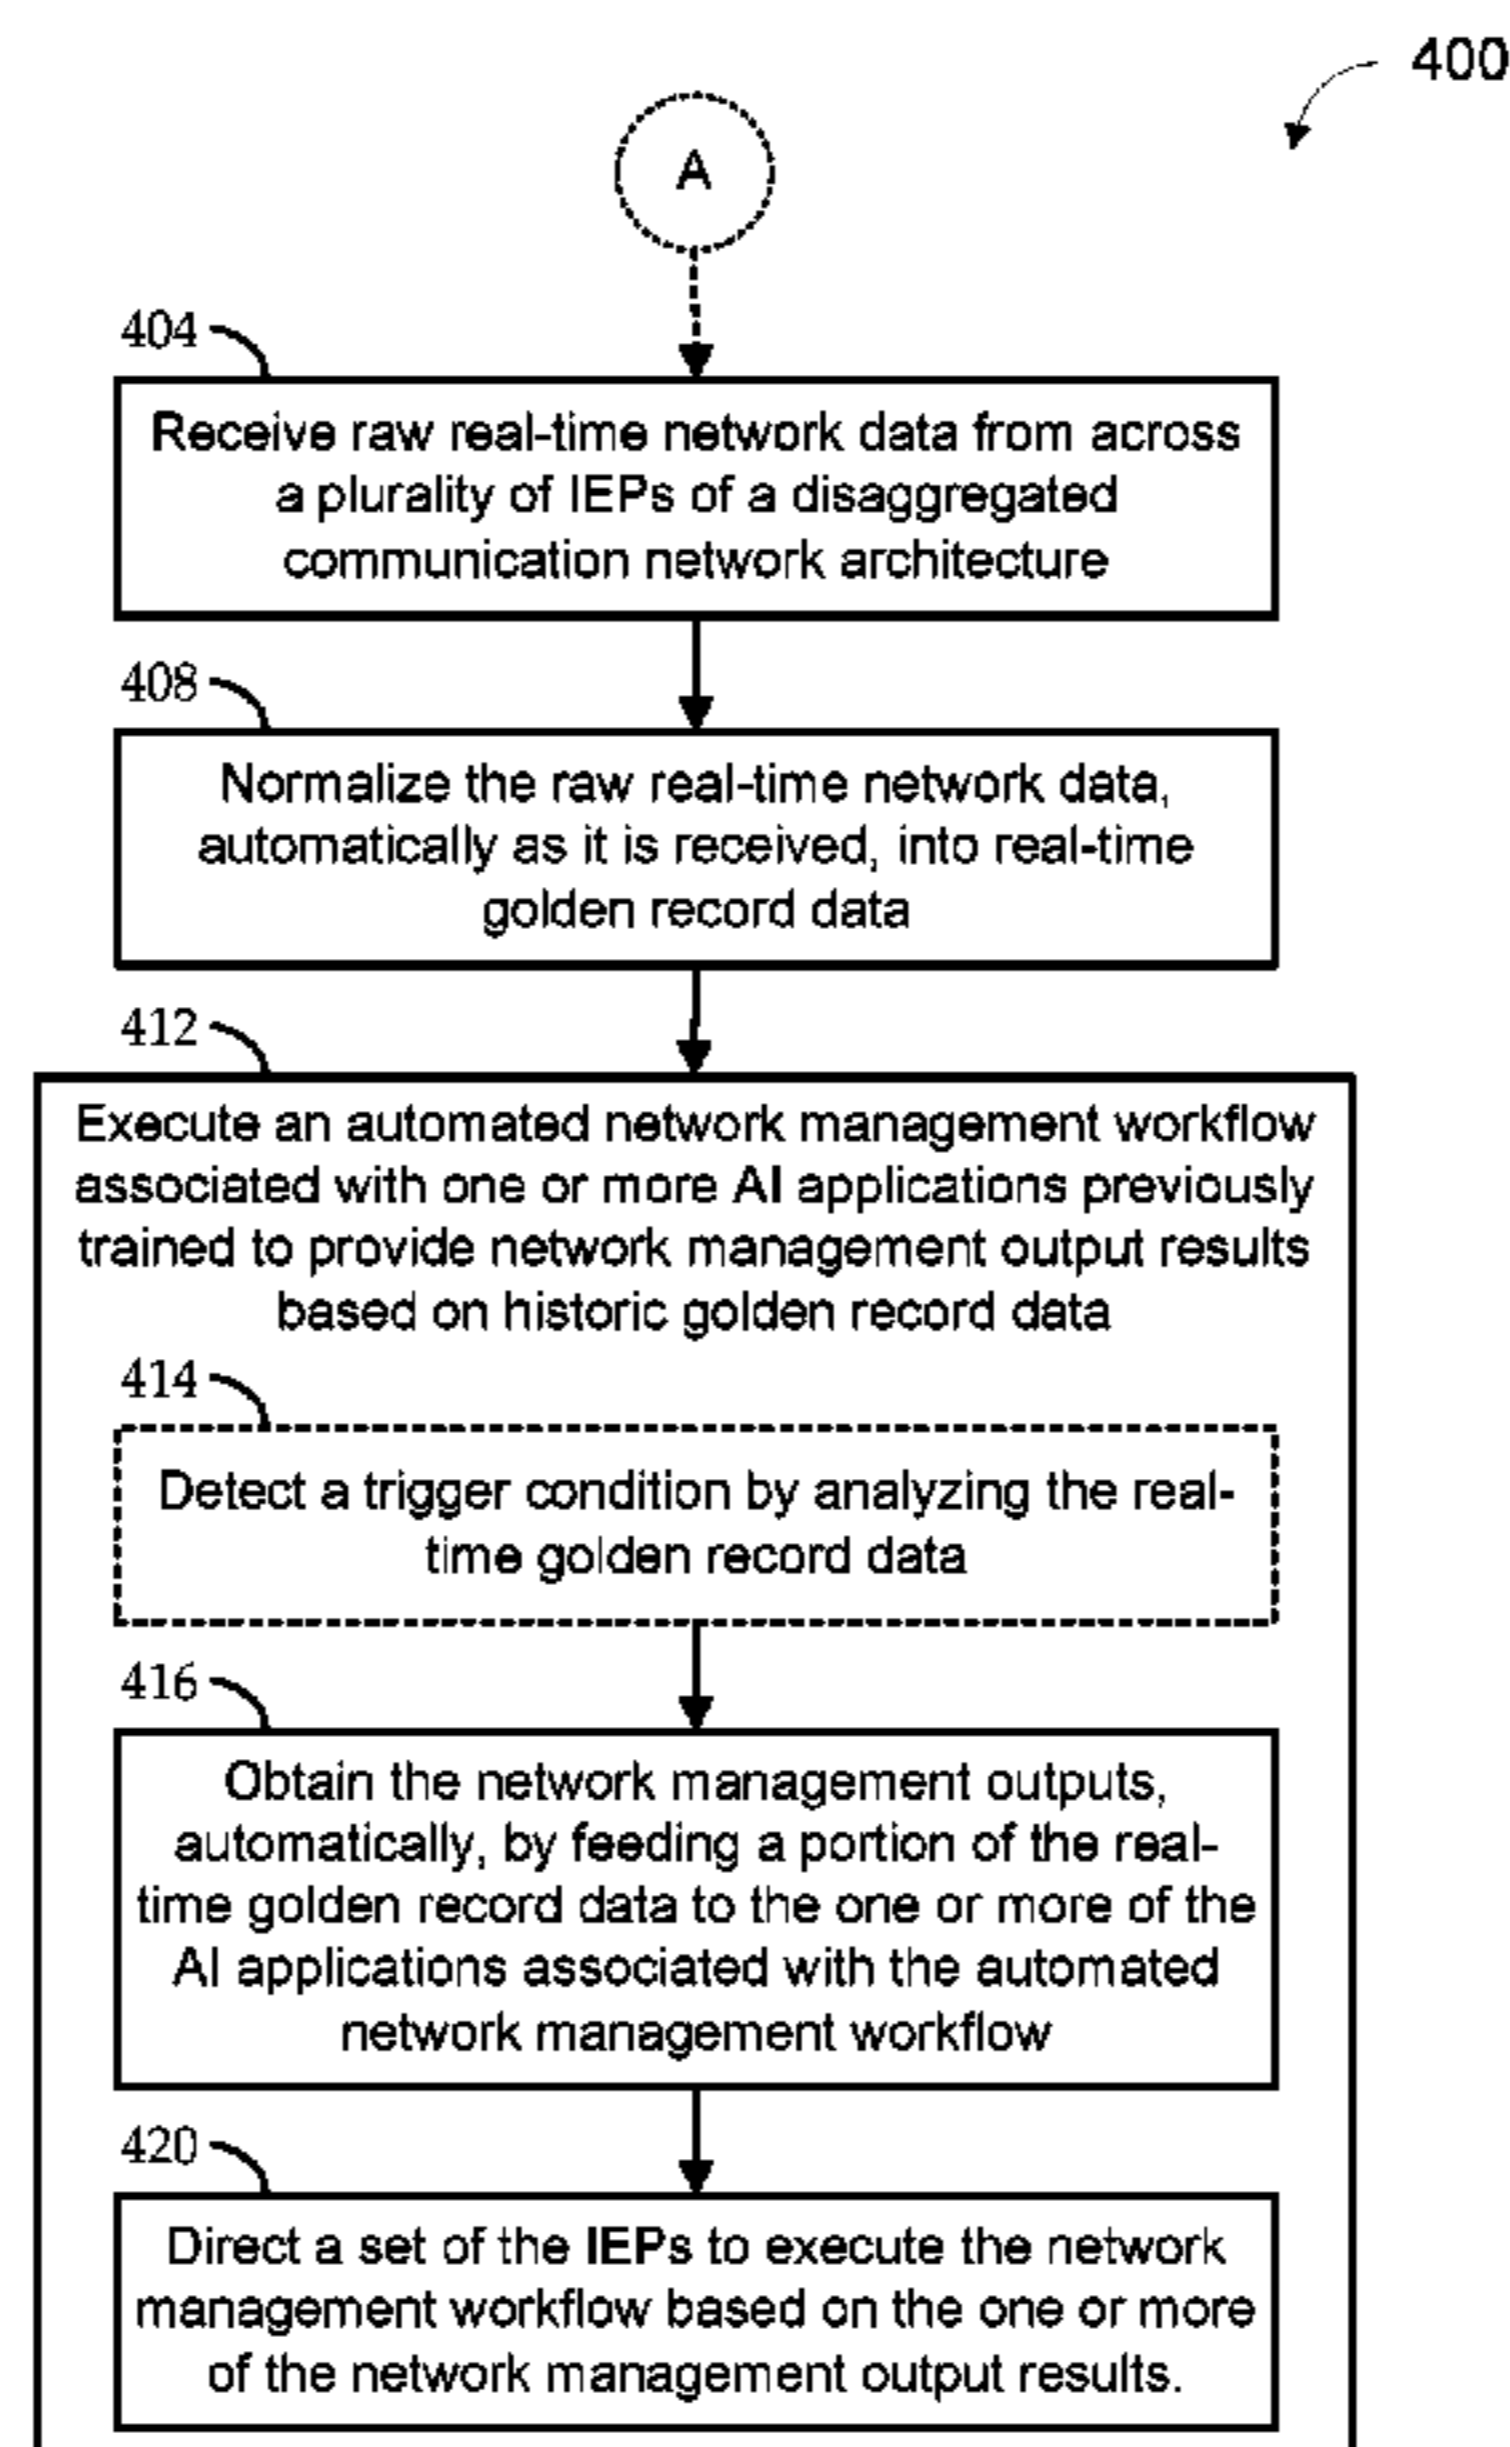 400
A
404
Receive raw real-time network data from across
a plurality of IEPs of a disaggregated
communication network architecture
408
Normalize the raw real-time network data,
automatically as it is received, into real-time
golden record data
412
Execute an automated network management workflow
associated with one or more AI applications previously
trained to provide network management output results
based on historic golden record data
414
Detect a trigger condition by analyzing the real-
time golden record data
416
Obtain the network management outputs,
automatically, by feeding a portion of the real-
time golden record data to the one or more of the
AI applications associated with the automated
network management workflow
420
Direct a set of the IEPs to execute the network
management workflow based on the one or more
of the network management output results.